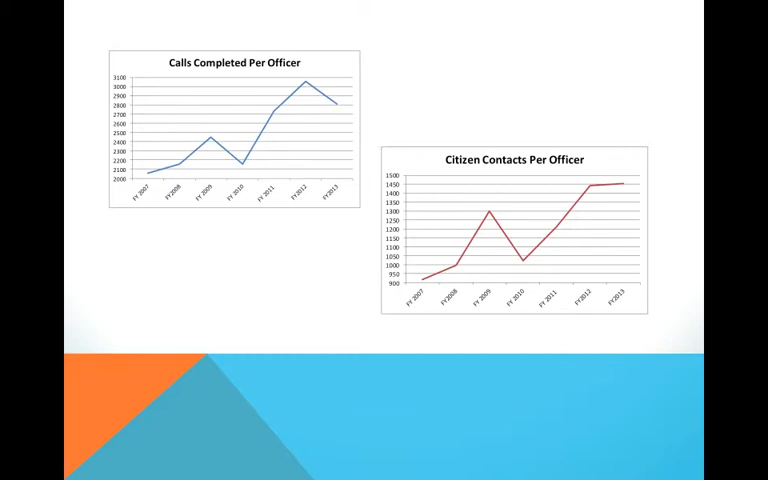 Calls Completed Per Officer
3100
3000
2900
2800
2700
2600
2500
2400
2300
2200
2100
2000
FY 2007
FY2008
FY 2009
FY 2010
FY 2011
FY2012
FY2013
Citizen Contacts Per Officer
1500
1450
1400
1350
1300
1250
1200
1150
1100
1050
1000
950
900
FY 2007
FY2008
FY 2009
FY 2010
FY 2011
FY2012
FY2013